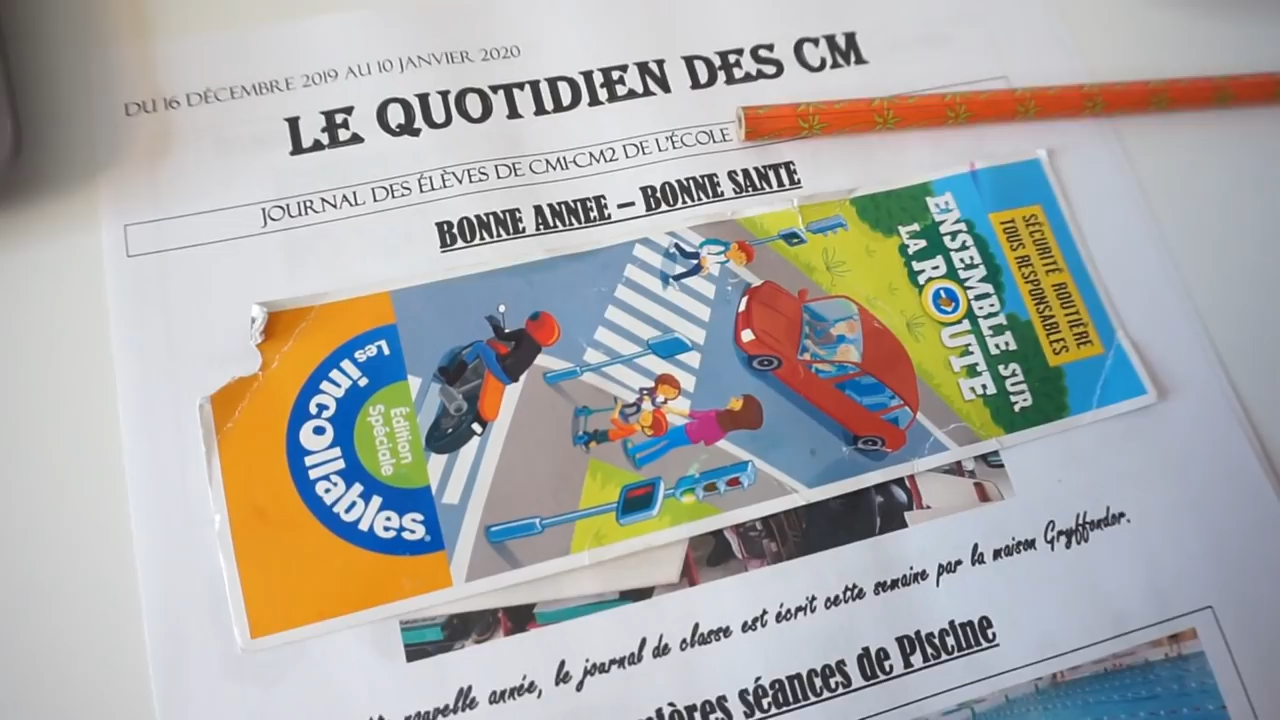 DU 16 DÉCEMBRE 2019 AU 10 JANVIER 2020
LE QUOTIDIEN DES CM
JOURNAL DES ÉLÈVES DE CM1-CM2 DE L'ÉCOLE
BONNE ANNEE – BONNE SANTE
Les incollables
Édition
Spéciale
ENSEMBLE SUR
LA ROUTE
SÉCURITÉ ROUTIÈRE
TOUS RESPONSABLES
année, le journal de classe est écrit cette semaine par la maison Gryffondor.
séances de Piscine